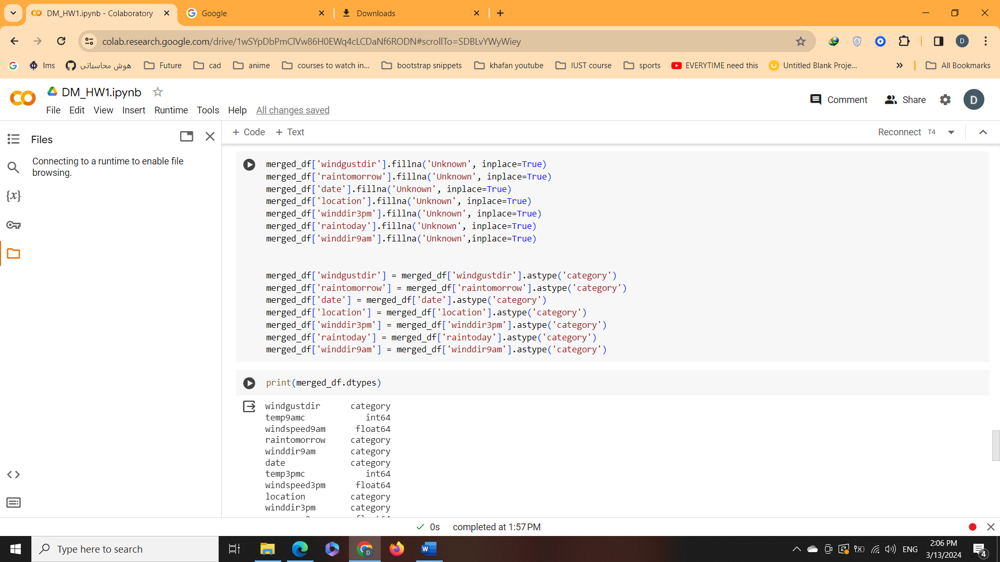 DM_HW1.ipynb - Colaboratory
Google
Downloads
colab.research.google.com/drive/1wSYpDbPmClVw86H0EWq4cLCDaNf6RODN#scrollTo=SDBLvYWyWiey
D
lms
هوش محاسباتی
Future
cad
anime
courses to watch in...
bootstrap snippets
khafan youtube
IUST course
sports
EVERYTIME need this
Untitled Blank Proje...
All Bookmarks
DM_HW1.ipynb
Comment
Share
D
File Edit View Insert Runtime Tools Help All changes saved
Files
+ Code + Text
Reconnect T4
Connecting to a runtime to enable file
browsing.
{x}
merged_df['windgustdir'].fillna('Unknown', inplace=True)
merged_df['raintomorrow'].fillna('Unknown', inplace=True)
merged_df['date'].fillna('Unknown', inplace=True)
merged_df['location'].fillna('Unknown', inplace=True)
merged_df['winddir3pm'].fillna('Unknown', inplace=True)
merged_df['raintoday'].fillna('Unknown', inplace=True)
merged_df['winddir9am'].fillna('Unknown',inplace=True)
merged_df['windgustdir'] = merged_df['windgustdir'].astype('category')
merged_df['raintomorrow'] = merged_df['raintomorrow'].astype('category')
merged_df['date'] = merged_df['date'].astype('category')
merged_df['location'] = merged_df['location'].astype('category')
merged_df['winddir3pm'] = merged_df['winddir3pm'].astype('category')
merged_df['raintoday'] = merged_df['raintoday'].astype('category')
merged_df['winddir9am'] = merged_df['winddir9am'].astype('category')
print(merged_df.dtypes)
windgustdir category
temp9amc int64
windspeed9am float64
raintomorrow category
winddir9am category
date category
temp3pmc int64
windspeed3pm float64
location category
winddir3pm category
0s completed at 1:57 PM
Type here to search
ENG
2:06 PM
3/13/2024
4